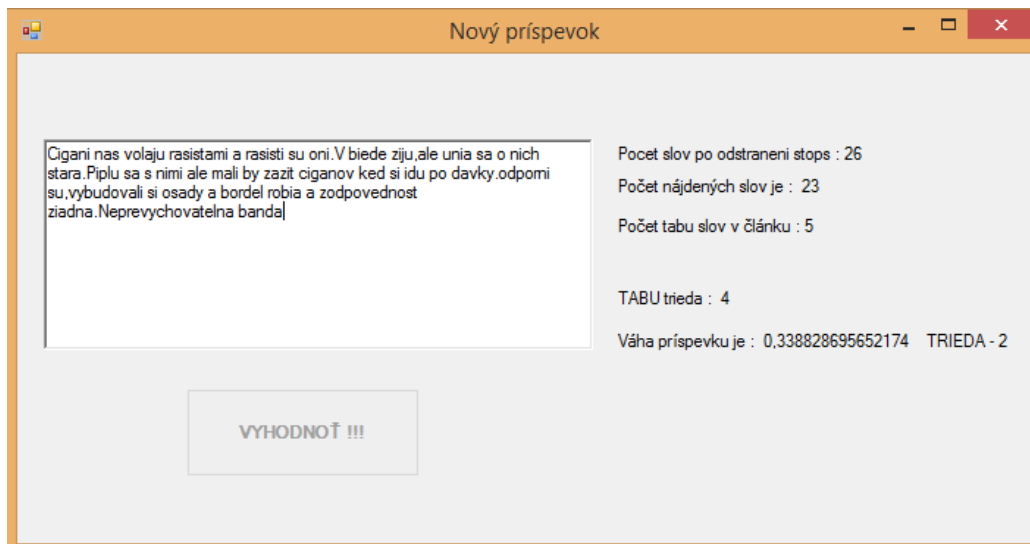 Nový príspevok
Cigani nas volaju rasistami a rasisti su oni.V biede ziju,ale unia sa o nich
stara.Piplu sa s nimi ale mali by zazit ciganov ked si idu po davky.odporni
su,vybudovali si osady a bordel robia a zodpovednost
ziadna.Neprevychovatelna banda
Pocet slov po odstraneni stops : 26
Počet nájdených slov je : 23
Počet tabu slov v článku : 5
TABU trieda : 4
Váha príspevku je : 0,338828695652174 TRIEDA - 2
VYHODNOŤ !!!